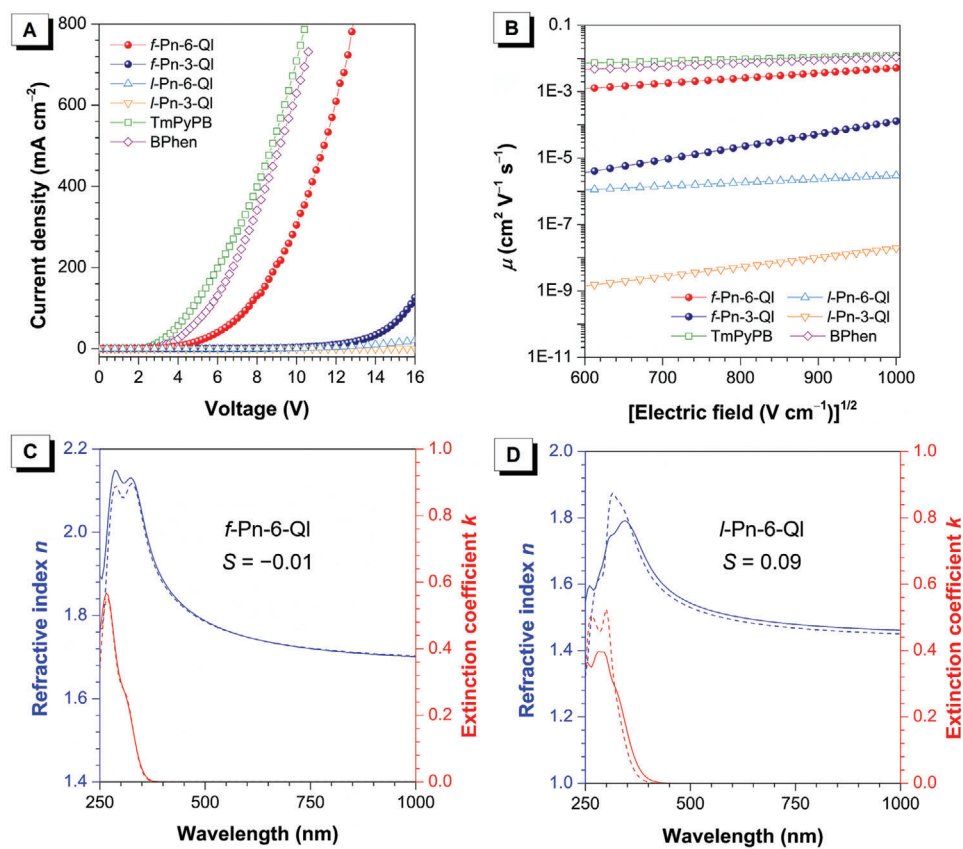 A
800
600
400
200
0
Current density (mA cm⁻²)
f-Pn-6-Ql
f-Pn-3-Ql
l-Pn-6-Ql
l-Pn-3-Ql
TmPyPB
BPhen
0 2 4 6 8 10 12 14 16
Voltage (V)
B
0.1
1E-3
1E-5
1E-7
1E-9
1E-11
μ (cm² V⁻¹ s⁻¹)
f-Pn-6-Ql l-Pn-6-Ql
f-Pn-3-Ql l-Pn-3-Ql
TmPyPB BPhen
600 700 800 900 1000
[Electric field (V cm⁻¹)]¹/²
C
2.2
2.0
1.8
1.6
1.4
Refractive index n
f-Pn-6-Ql
S = −0.01
1.0
0.8
0.6
0.4
0.2
0.0
Extinction coefficient k
250 500 750 1000
Wavelength (nm)
D
2.0
1.8
1.6
1.4
1.2
1.0
Refractive index n
l-Pn-6-Ql
S = 0.09
1.0
0.8
0.6
0.4
0.2
0.0
Extinction coefficient k
250 500 750 1000
Wavelength (nm)